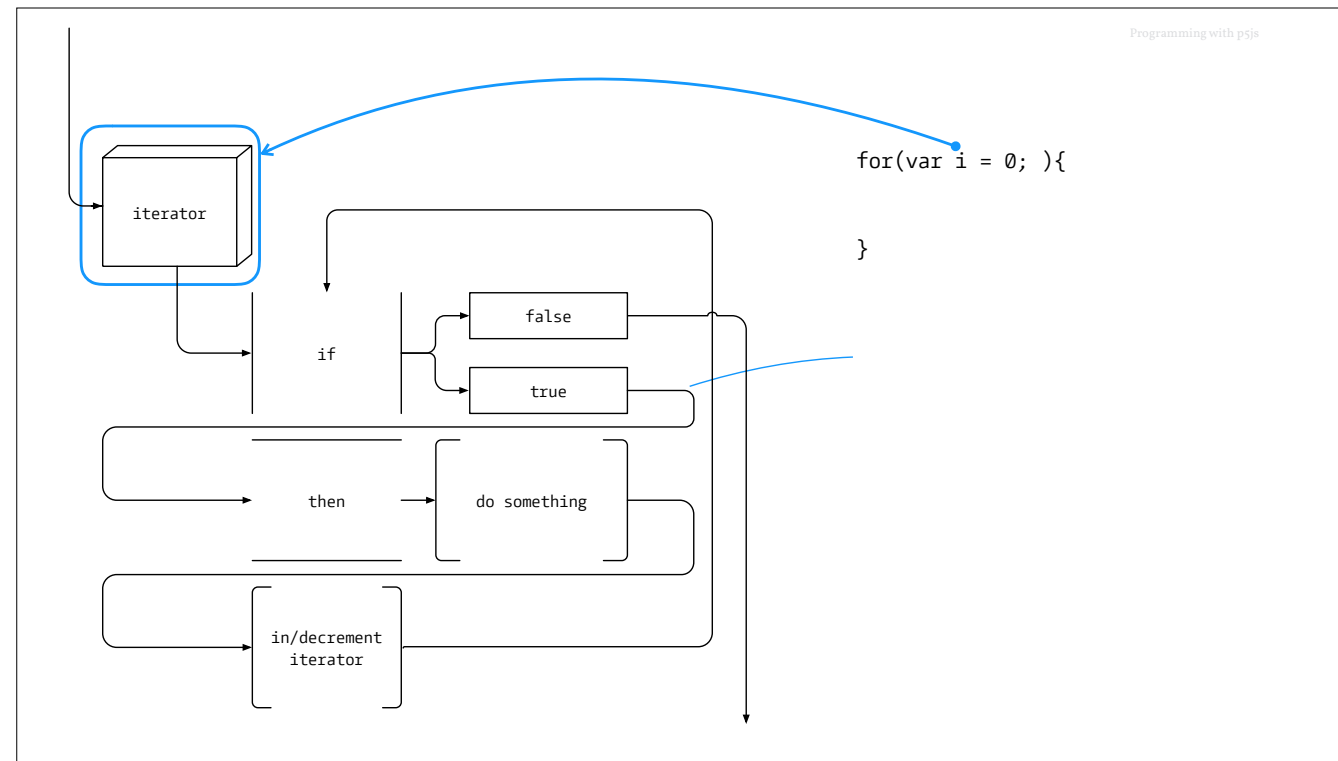 Programming with p5js
for(var i = 0; ){
}
iterator
if
false
true
then
do something
in/decrement
iterator